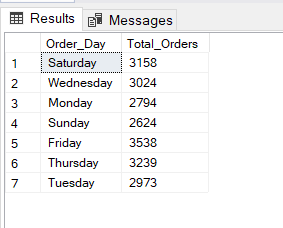 Results Messages
Order_Day Total_Orders
1 Saturday 3158
2 Wednesday 3024
3 Monday 2794
4 Sunday 2624
5 Friday 3538
6 Thursday 3239
7 Tuesday 2973